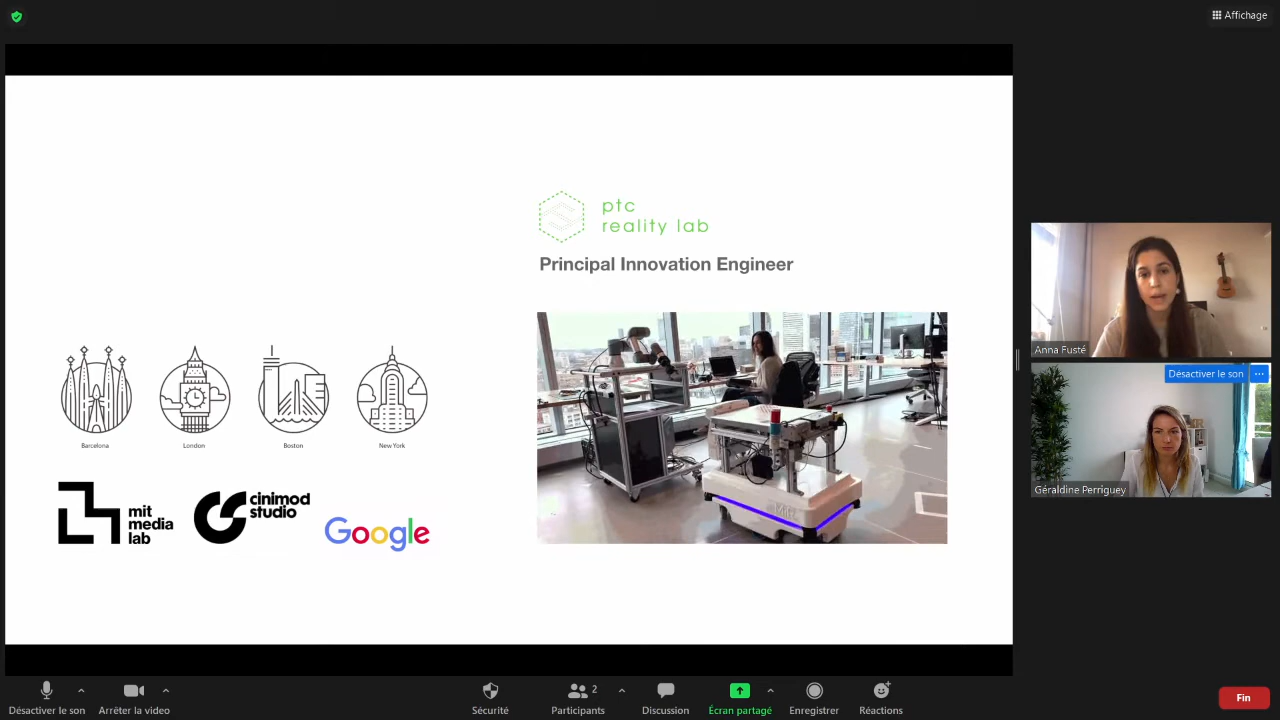 Affichage
ptc
reality lab
Principal Innovation Engineer
Barcelona
London
Boston
New York
mit
media
lab
cinimod
studio
Google
MiR
Anna Fusté
Désactiver le son
Géraldine Perriguey
Désactiver le son
Arrêter la video
Sécurité
2
Participants
Discussion
Écran partagé
Enregistrer
Réactions
Fin